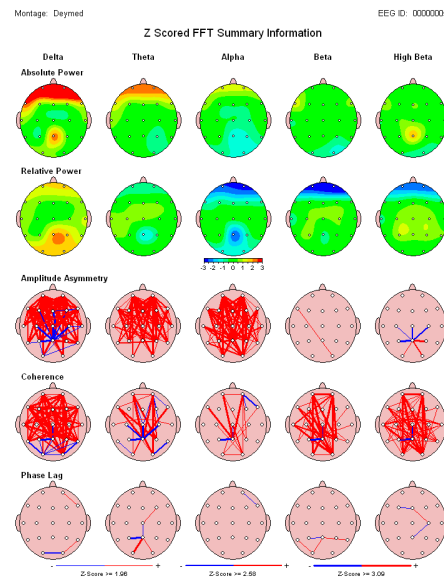 Montage: Deymed EEG ID: 0000000
Z Scored FFT Summary Information
Delta Theta Alpha Beta High Beta
Absolute Power
Relative Power
-3 -2 -1 0 1 2 3
Amplitude Asymmetry
Coherence
Phase Lag
- + - + - +
Z-Score >= 1.96 Z-Score >= 2.58 Z-Score >= 3.09